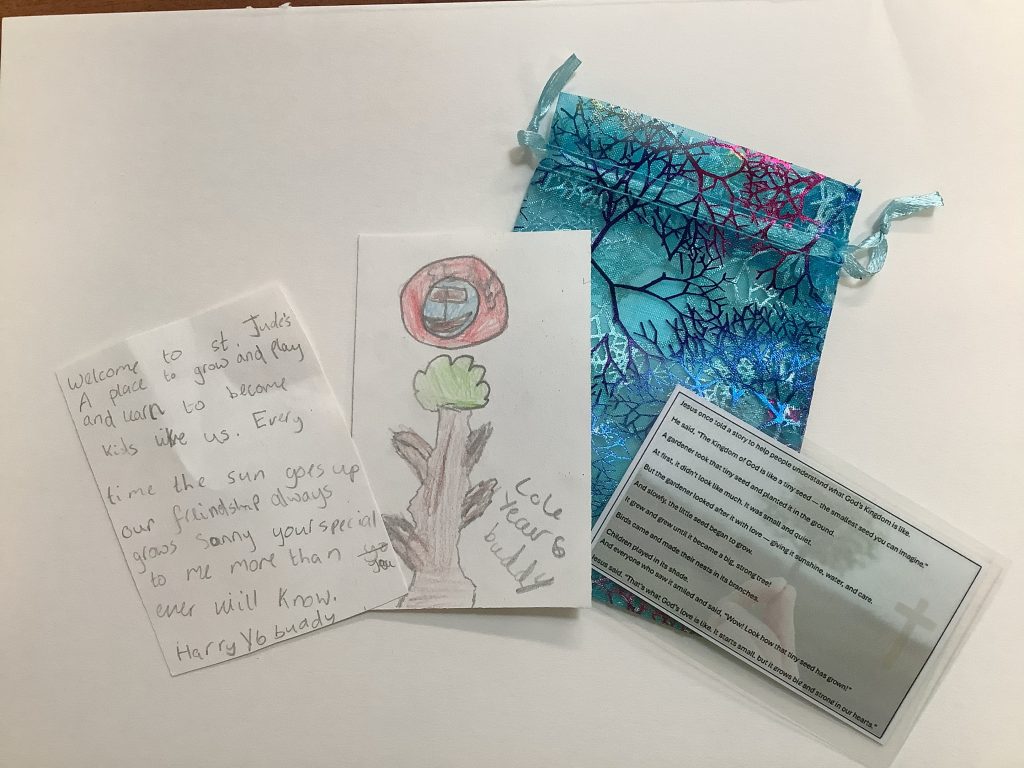 Welcome to st. Jude's
A place to grow and play
and learn to become
kids like us. Every
time the sun goes up
our friendship always
grows Sonny your special
to me more than
you
ever will know.
Harry Y6 buddy
Cole
Year 6
buddy
Jesus once told a story to help people understand what God's Kingdom is like.
He said, "The Kingdom of God is like a tiny seed — the smallest seed you can imagine."
A gardener took that tiny seed and planted it in the ground.
At first, it didn't look like much. It was small and quiet.
But the gardener looked after it with love — giving it sunshine, water, and care.
And slowly, the little seed began to grow.
It grew and grew until it became a big, strong tree!
Birds came and made their nests in its branches.
Children played in its shade.
And everyone who saw it smiled and said, "Wow! Look how that tiny seed has grown!"
Jesus said, "That's what God's love is like. It starts small, but it grows big and strong in our hearts."